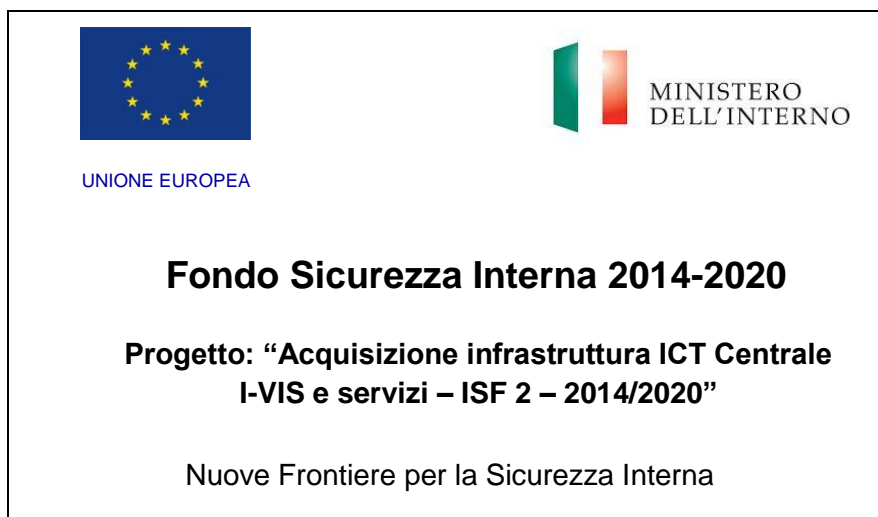 MINISTERO
DELL'INTERNO
UNIONE EUROPEA
Fondo Sicurezza Interna 2014-2020
Progetto: “Acquisizione infrastruttura ICT Centrale
I-VIS e servizi – ISF 2 – 2014/2020”
Nuove Frontiere per la Sicurezza Interna